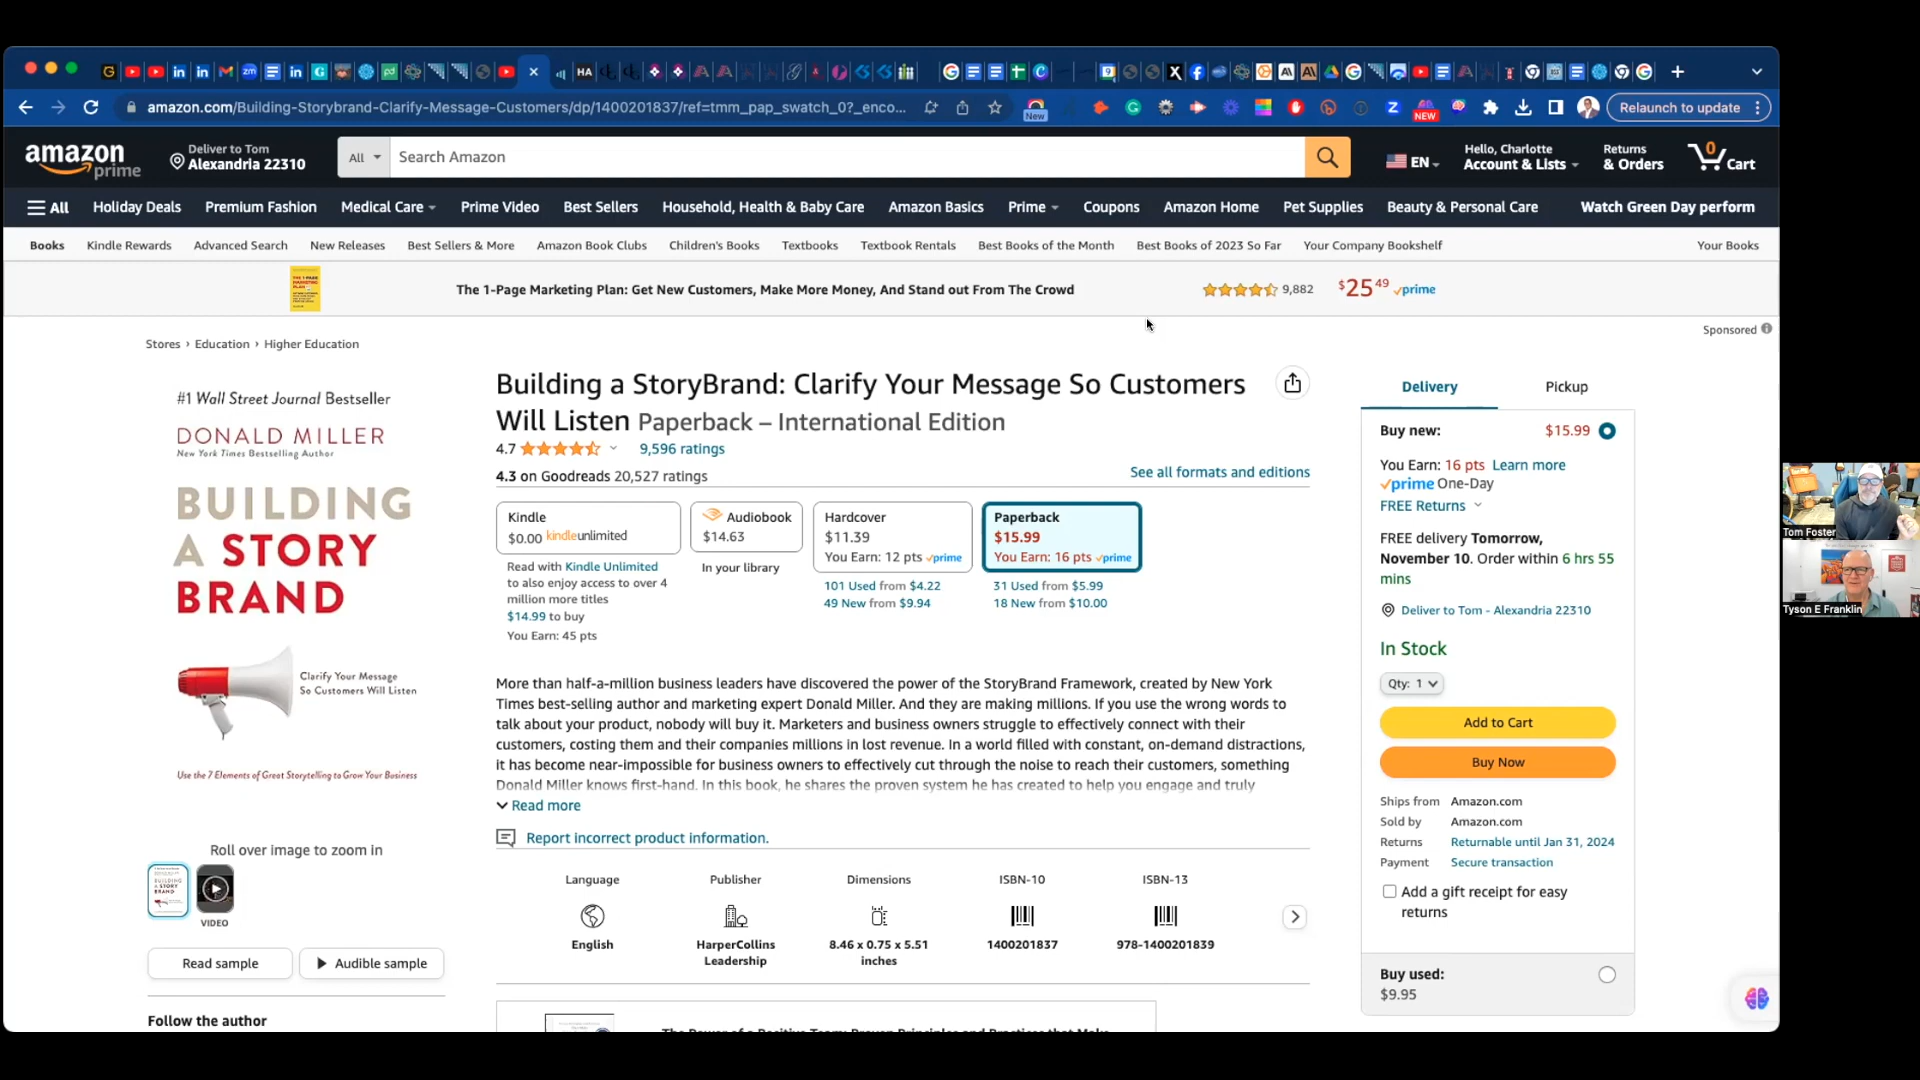 amazon.com/Building-Storybrand-Clarify-Message-Customers/dp/1400201837/ref=tmm_pap_swatch_0?_enco...
New
NEW
Relaunch to update
amazon prime
Deliver to Tom
Alexandria 22310
All
Search Amazon
EN
Hello, Charlotte
Account & Lists
Returns
& Orders
0
Cart
All
Holiday Deals
Premium Fashion
Medical Care
Prime Video
Best Sellers
Household, Health & Baby Care
Amazon Basics
Prime
Coupons
Amazon Home
Pet Supplies
Beauty & Personal Care
Watch Green Day perform
Books
Kindle Rewards
Advanced Search
New Releases
Best Sellers & More
Amazon Book Clubs
Children's Books
Textbooks
Textbook Rentals
Best Books of the Month
Best Books of 2023 So Far
Your Company Bookshelf
Your Books
The 1-Page Marketing Plan: Get New Customers, Make More Money, And Stand out From The Crowd
9,882
$25 49 prime
Sponsored
Stores › Education › Higher Education
#1 Wall Street Journal Bestseller
DONALD MILLER
New York Times Bestselling Author
BUILDING
A STORY
BRAND
Clarify Your Message
So Customers Will Listen
Use the 7 Elements of Great Storytelling to Grow Your Business
Roll over image to zoom in
VIDEO
Read sample
Audible sample
Follow the author
Building a StoryBrand: Clarify Your Message So Customers
Will Listen Paperback – International Edition
4.7
9,596 ratings
4.3 on Goodreads 20,527 ratings
See all formats and editions
Kindle
$0.00 kindleunlimited
Read with Kindle Unlimited
to also enjoy access to over 4
million more titles
$14.99 to buy
You Earn: 45 pts
Audiobook
$14.63
In your library
Hardcover
$11.39
You Earn: 12 pts prime
101 Used from $4.22
49 New from $9.94
Paperback
$15.99
You Earn: 16 pts prime
31 Used from $5.99
18 New from $10.00
More than half-a-million business leaders have discovered the power of the StoryBrand Framework, created by New York
Times best-selling author and marketing expert Donald Miller. And they are making millions. If you use the wrong words to
talk about your product, nobody will buy it. Marketers and business owners struggle to effectively connect with their
customers, costing them and their companies millions in lost revenue. In a world filled with constant, on-demand distractions,
it has become near-impossible for business owners to effectively cut through the noise to reach their customers, something
Donald Miller knows first-hand. In this book, he shares the proven system he has created to help you engage and truly
Read more
Report incorrect product information.
Language
English
Publisher
HarperCollins
Leadership
Dimensions
8.46 x 0.75 x 5.51
inches
ISBN-10
1400201837
ISBN-13
978-1400201839
Delivery
Pickup
Buy new:
$15.99
You Earn: 16 pts Learn more
prime One-Day
FREE Returns
FREE delivery Tomorrow,
November 10. Order within 6 hrs 55
mins
Deliver to Tom - Alexandria 22310
In Stock
Qty: 1
Add to Cart
Buy Now
Ships from Amazon.com
Sold by Amazon.com
Returns Returnable until Jan 31, 2024
Payment Secure transaction
Add a gift receipt for easy
returns
Buy used:
$9.95
Tom Foster
Tyson E Franklin